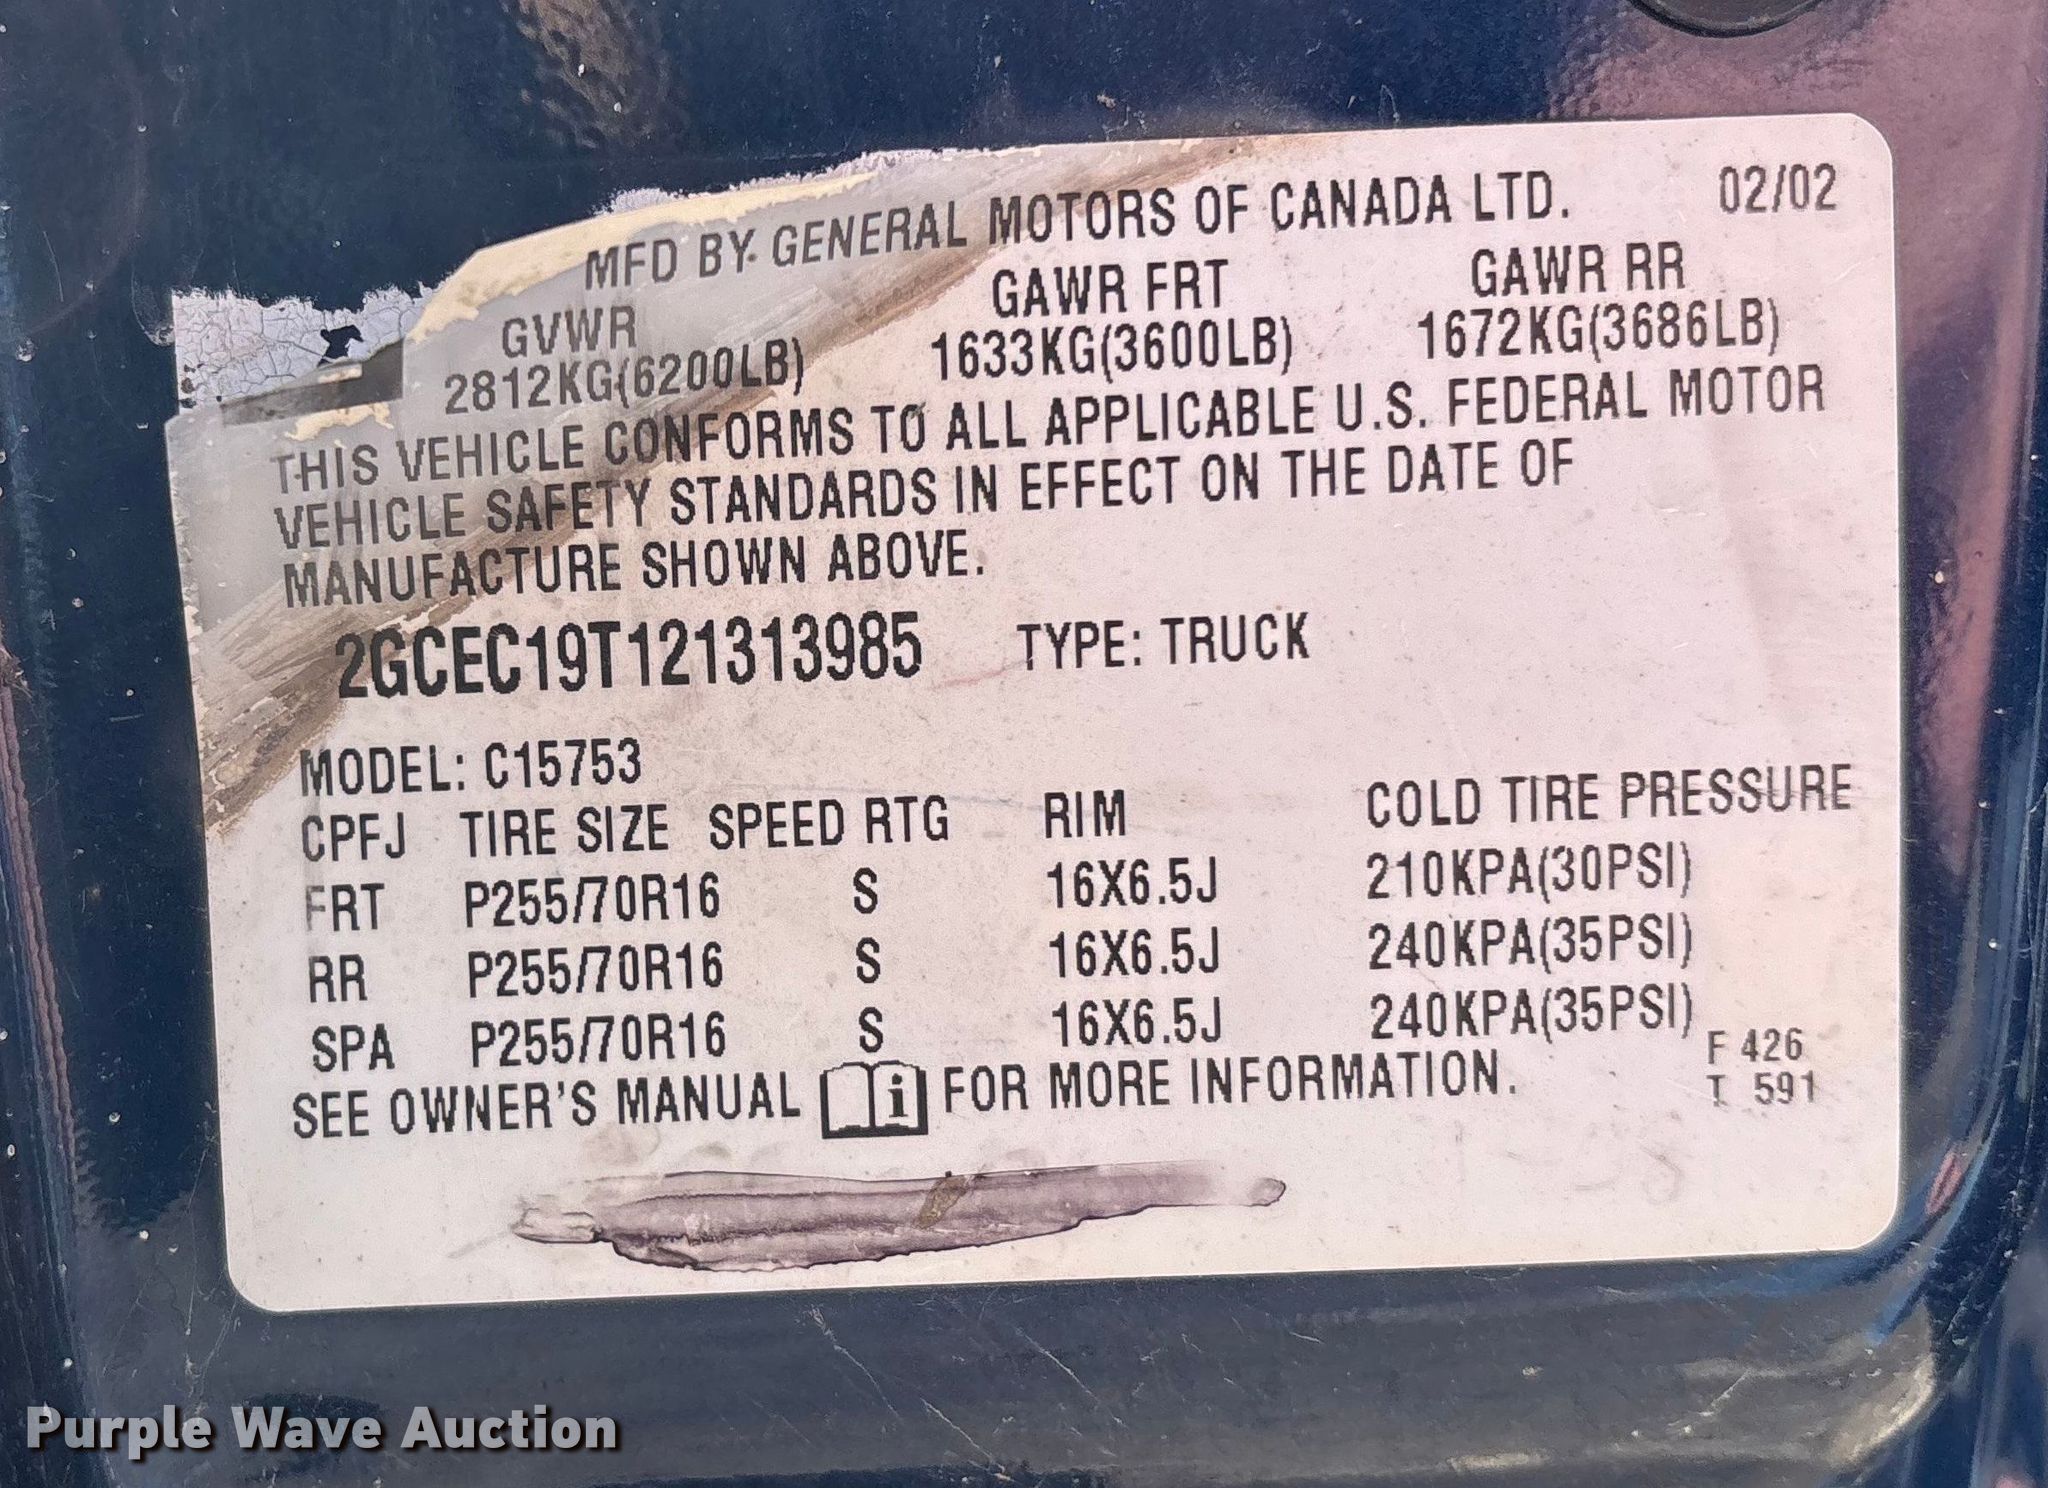 MFD BY GENERAL MOTORS OF CANADA LTD. 02/02
GVWR GAWR FRT GAWR RR
2812KG(6200LB) 1633KG(3600LB) 1672KG(3686LB)
THIS VEHICLE CONFORMS TO ALL APPLICABLE U.S. FEDERAL MOTOR
VEHICLE SAFETY STANDARDS IN EFFECT ON THE DATE OF
MANUFACTURE SHOWN ABOVE.
2GCEC19T121313985 TYPE: TRUCK
MODEL: C15753
CPFJ TIRE SIZE SPEED RTG RIM COLD TIRE PRESSURE
FRT P255/70R16 S 16X6.5J 210KPA(30PSI)
RR P255/70R16 S 16X6.5J 240KPA(35PSI)
SPA P255/70R16 S 16X6.5J 240KPA(35PSI)
SEE OWNER'S MANUAL i FOR MORE INFORMATION.
F 426
T 591
Purple Wave Auction